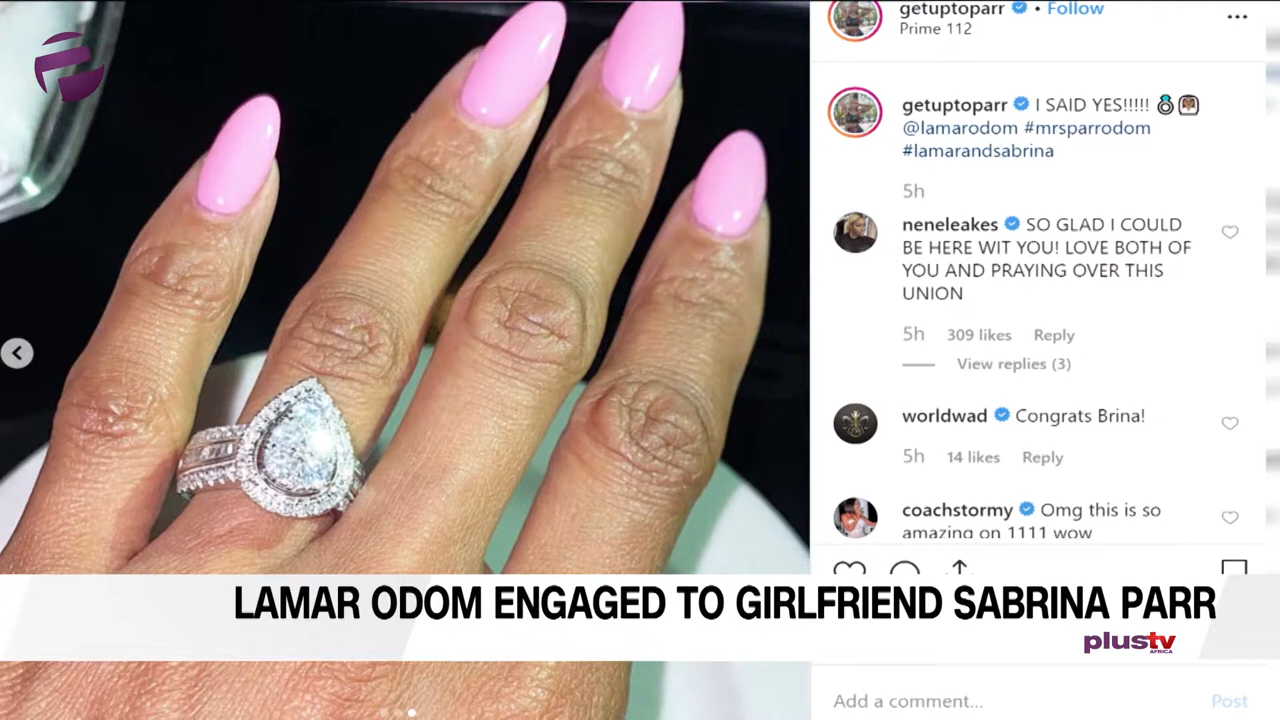 getuptoparr • Follow
Prime 112
getuptoparr I SAID YES!!!!! 💍👰🏽
@lamarodom #mrsparrodom
#lamarandsabrina
5h
neneleakes SO GLAD I COULD
BE HERE WIT YOU! LOVE BOTH OF
YOU AND PRAYING OVER THIS
UNION
5h 309 likes Reply
View replies (3)
worldwad Congrats Brina!
5h 14 likes Reply
coachstormy Omg this is so
amazing on 1111 wow
LAMAR ODOM ENGAGED TO GIRLFRIEND SABRINA PARR
plustv
AFRICA
Add a comment... Post